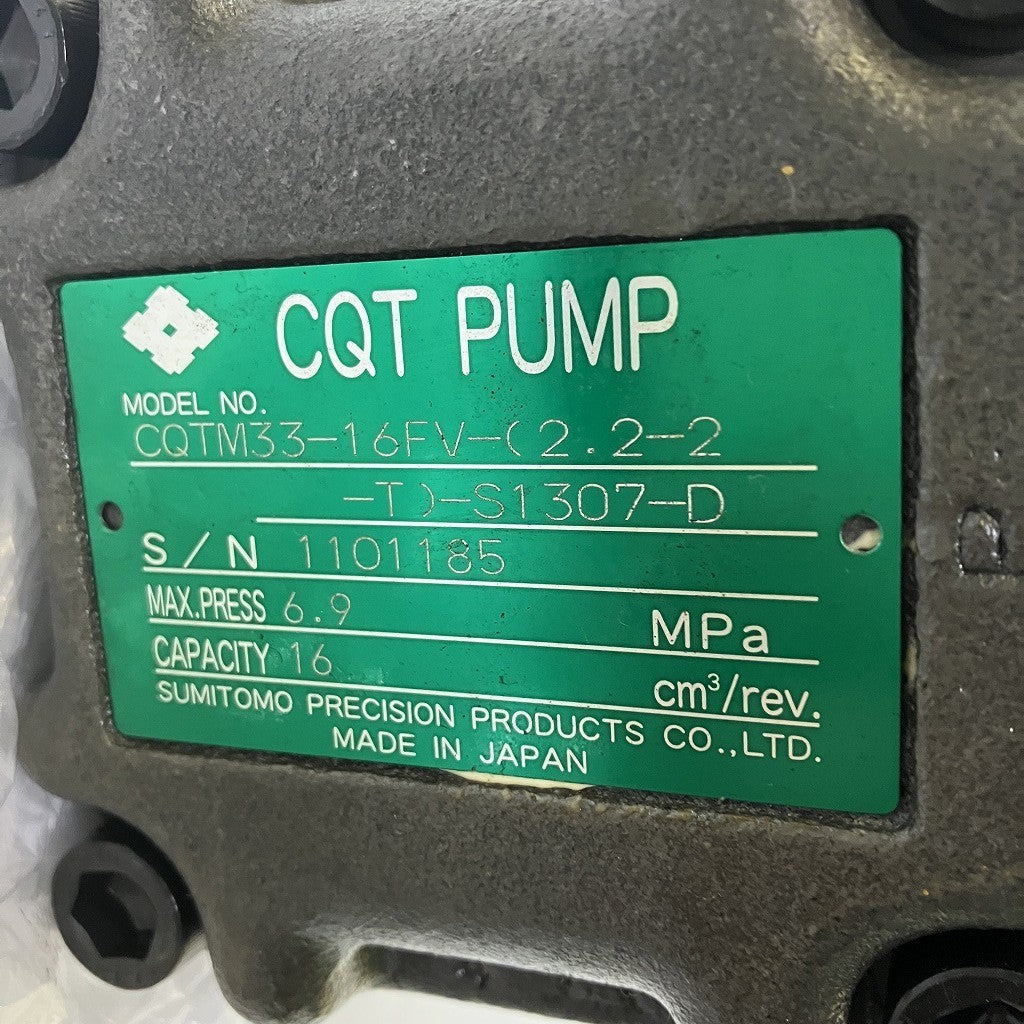 CQT PUMP
MODEL NO.
CQTM33-16FV-(2.2-2
-T)-S1307-D
S/N 1101185
MAX.PRESS 6.9 MPa
CAPACITY 16 cm³/rev.
SUMITOMO PRECISION PRODUCTS CO.,LTD.
MADE IN JAPAN